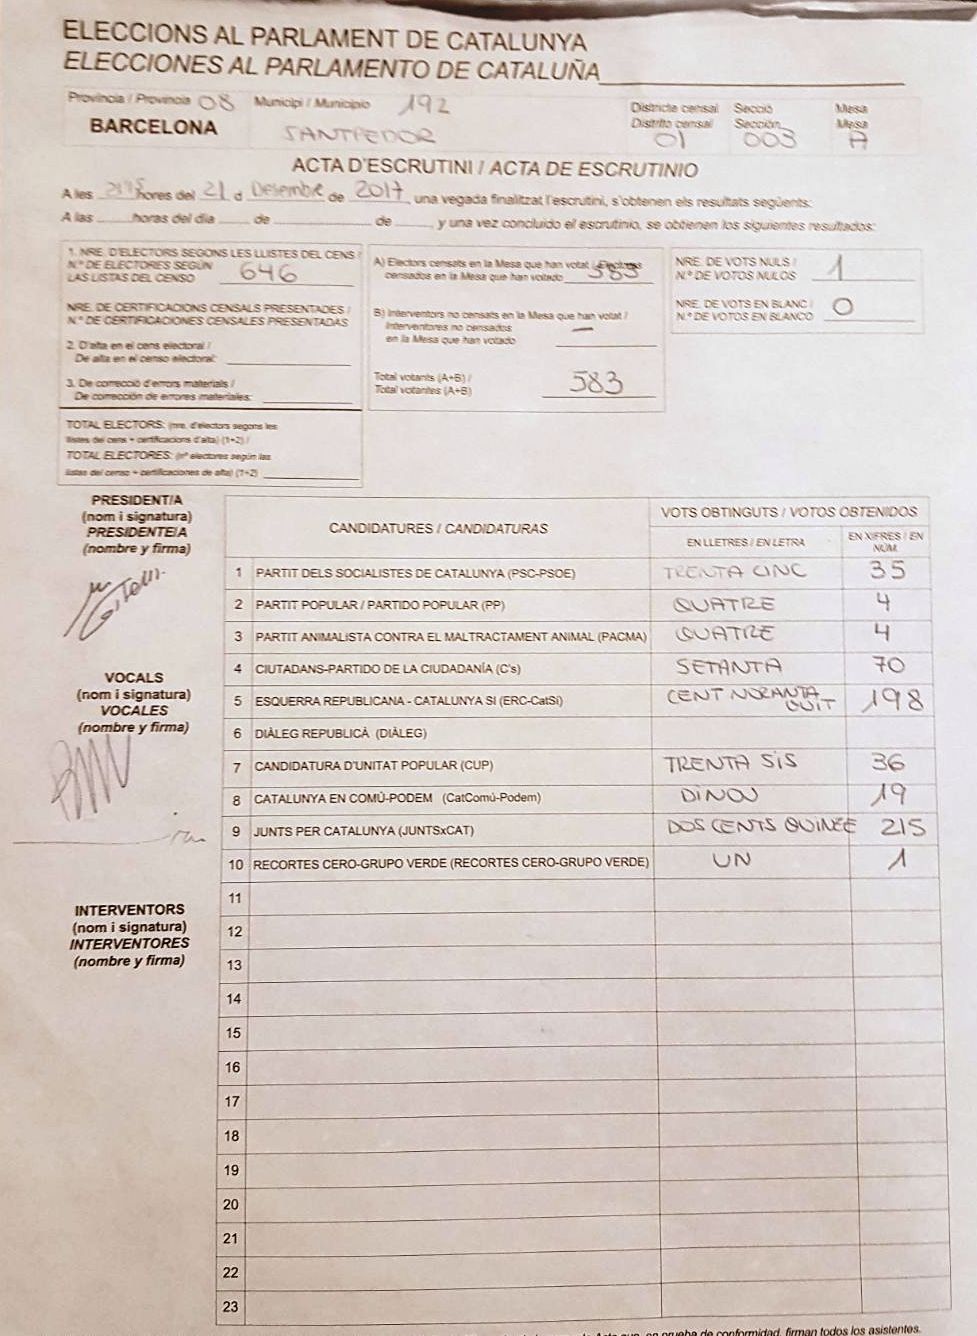 ELECCIONS AL PARLAMENT DE CATALUNYA
ELECCIONES AL PARLAMENTO DE CATALUÑA
Província / Provincia 08 Municipi / Municipio 192
BARCELONA SANTPEDOR
Districte censal Secció Mesa
Distrito censal Sección Mesa
01 003 A
ACTA D'ESCRUTINI / ACTA DE ESCRUTINIO
A les hores del 21 d Desembre de 2017, una vegada finalitzat l'escrutini, s'obtenen els resultats següents:
A las horas del día de de , y una vez concluido el escrutinio, se obtienen los siguientes resultados:
1. NRE. D'ELECTORS SEGONS LES LLISTES DEL CENS /
N.º DE ELECTORES SEGÚN
LAS LISTAS DEL CENSO 646
NRE. DE CERTIFICACIONS CENSALS PRESENTADES /
N.º DE CERTIFICACIONES CENSALES PRESENTADAS
2. D'alta en el cens electoral /
De alta en el censo electoral:
3. De correcció d'errors materials /
De corrección de errores materiales:
TOTAL ELECTORS: (nre. d'electors segons les
llistes del cens + certificacions d'alta) (1+2) /
TOTAL ELECTORES: (nº electores según las
listas del censo + certificaciones de alta) (1+2)
A) Electors censats en la Mesa que han votat / Electores
censados en la Mesa que han votado 583
B) Interventors no censats en la Mesa que han votat /
Interventores no censados
en la Mesa que han votado —
Total votants (A+B) /
Total votantes (A+B) 583
NRE. DE VOTS NULS /
N.º DE VOTOS NULOS 1
NRE. DE VOTS EN BLANC /
N.º DE VOTOS EN BLANCO 0
PRESIDENT/A
(nom i signatura)
PRESIDENTE/A
(nombre y firma)
VOCALS
(nom i signatura)
VOCALES
(nombre y firma)
INTERVENTORS
(nom i signatura)
INTERVENTORES
(nombre y firma)
CANDIDATURES / CANDIDATURAS
VOTS OBTINGUTS / VOTOS OBTENIDOS
EN LLETRES / EN LETRA
EN XIFRES / EN
NÚM.
1 PARTIT DELS SOCIALISTES DE CATALUNYA (PSC-PSOE) TRENTA CINC 35
2 PARTIT POPULAR / PARTIDO POPULAR (PP) QUATRE 4
3 PARTIT ANIMALISTA CONTRA EL MALTRACTAMENT ANIMAL (PACMA) QUATRE 4
4 CIUTADANS-PARTIDO DE LA CIUDADANÍA (C's) SETANTA 70
5 ESQUERRA REPUBLICANA - CATALUNYA SI (ERC-CatSí) CENT NORANTA VUIT 198
6 DIÀLEG REPUBLICÀ (DIÀLEG)
7 CANDIDATURA D'UNITAT POPULAR (CUP) TRENTA SIS 36
8 CATALUNYA EN COMÚ-PODEM (CatComú-Podem) DINOU 19
9 JUNTS PER CATALUNYA (JUNTSxCAT) DOS CENTS QUINZE 215
10 RECORTES CERO-GRUPO VERDE (RECORTES CERO-GRUPO VERDE) UN 1
11
12
13
14
15
16
17
18
19
20
21
22
23
en prueba de conformidad, firman todos los asistentes.